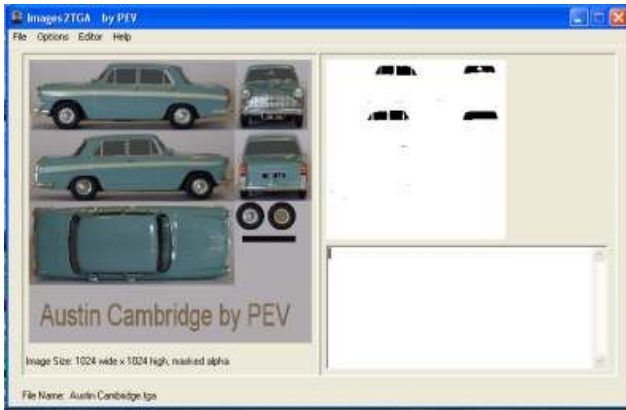 Images2TGA by PEV
File Options Editor Help
Austin Cambridge by PEV
Image Size: 1024 wide x 1024 high, masked alpha
File Name: Austin Cambridge.tga